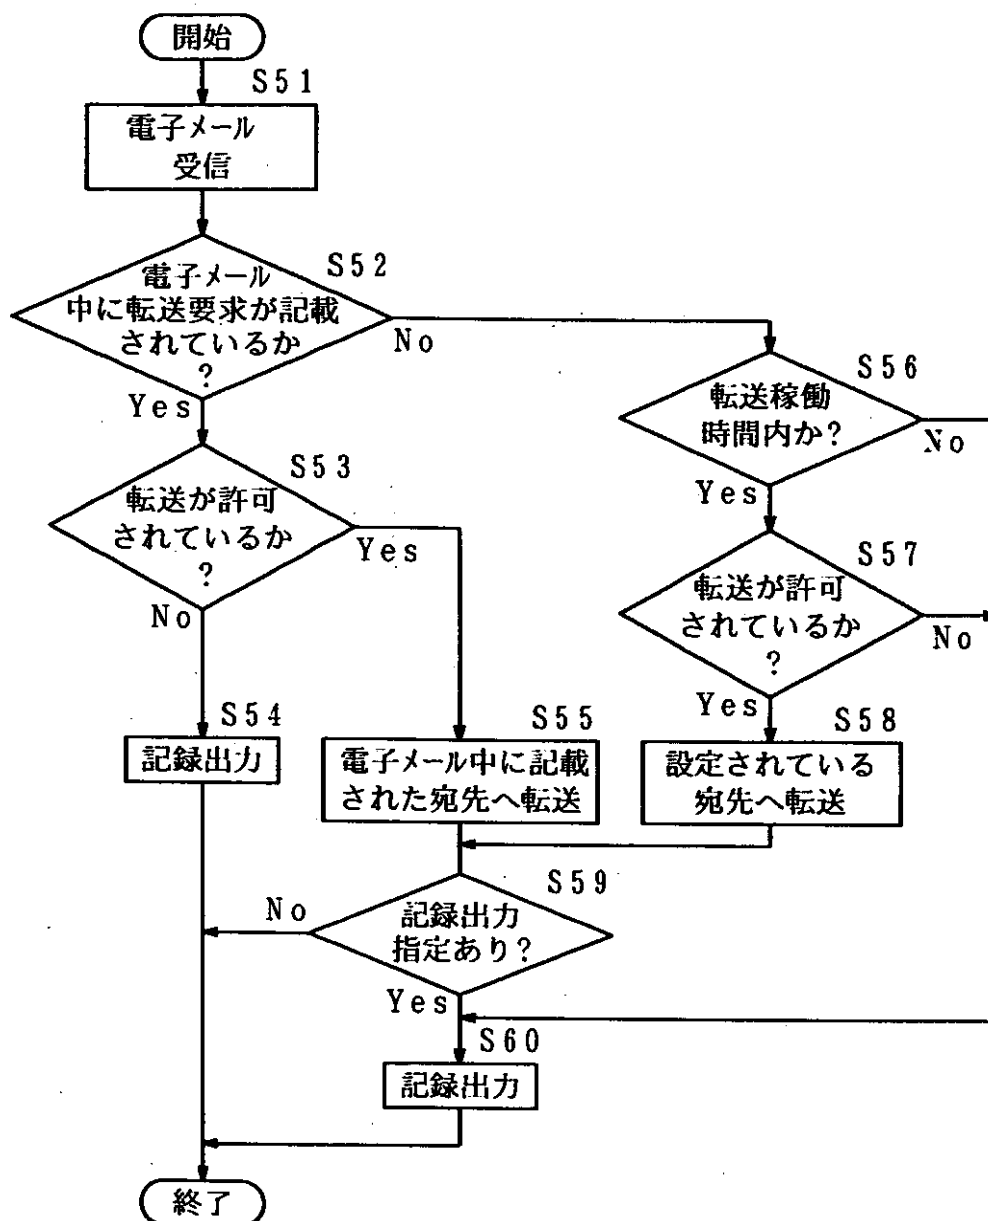 開始
S51
電子メール
受信
S52
電子メール
中に転送要求が記載
されているか
?
No
Yes
S56
転送稼働
時間内か?
No
Yes
S53
転送が許可
されているか
?
Yes
No
S57
転送が許可
されているか
?
No
Yes
S54
記録出力
S55
電子メール中に記載
された宛先へ転送
S58
設定されている
宛先へ転送
S59
記録出力
指定あり?
No
Yes
S60
記録出力
終了